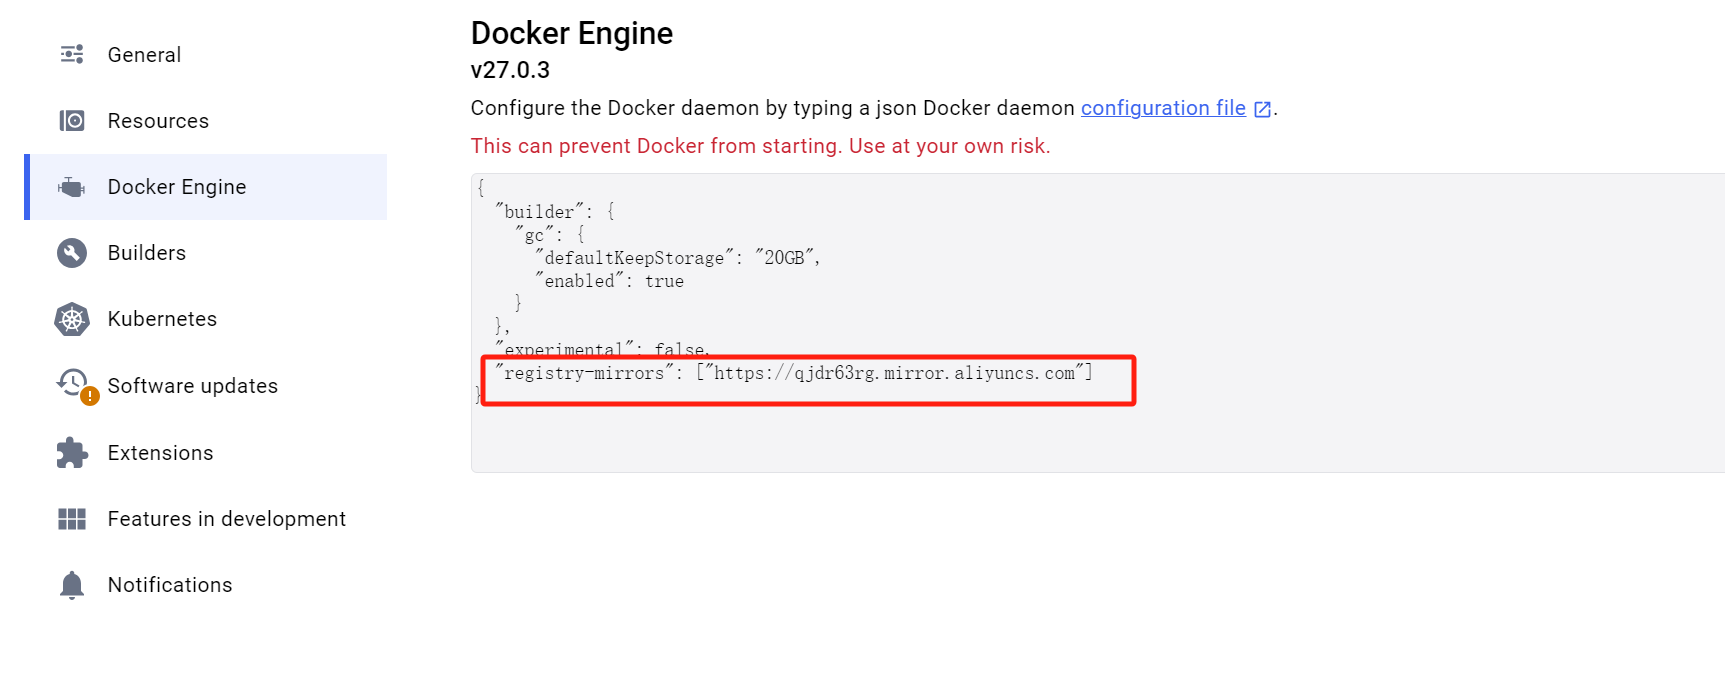 General
Resources
Docker Engine
Builders
Kubernetes
Software updates
Extensions
Features in development
Notifications
Docker Engine
v27.0.3
Configure the Docker daemon by typing a json Docker daemon configuration file.
This can prevent Docker from starting. Use at your own risk.
{
"builder": {
"gc": {
"defaultKeepStorage": "20GB",
"enabled": true
}
},
"experimental": false,
"registry-mirrors": ["https://qjdr63rg.mirror.aliyuncs.com"]
}